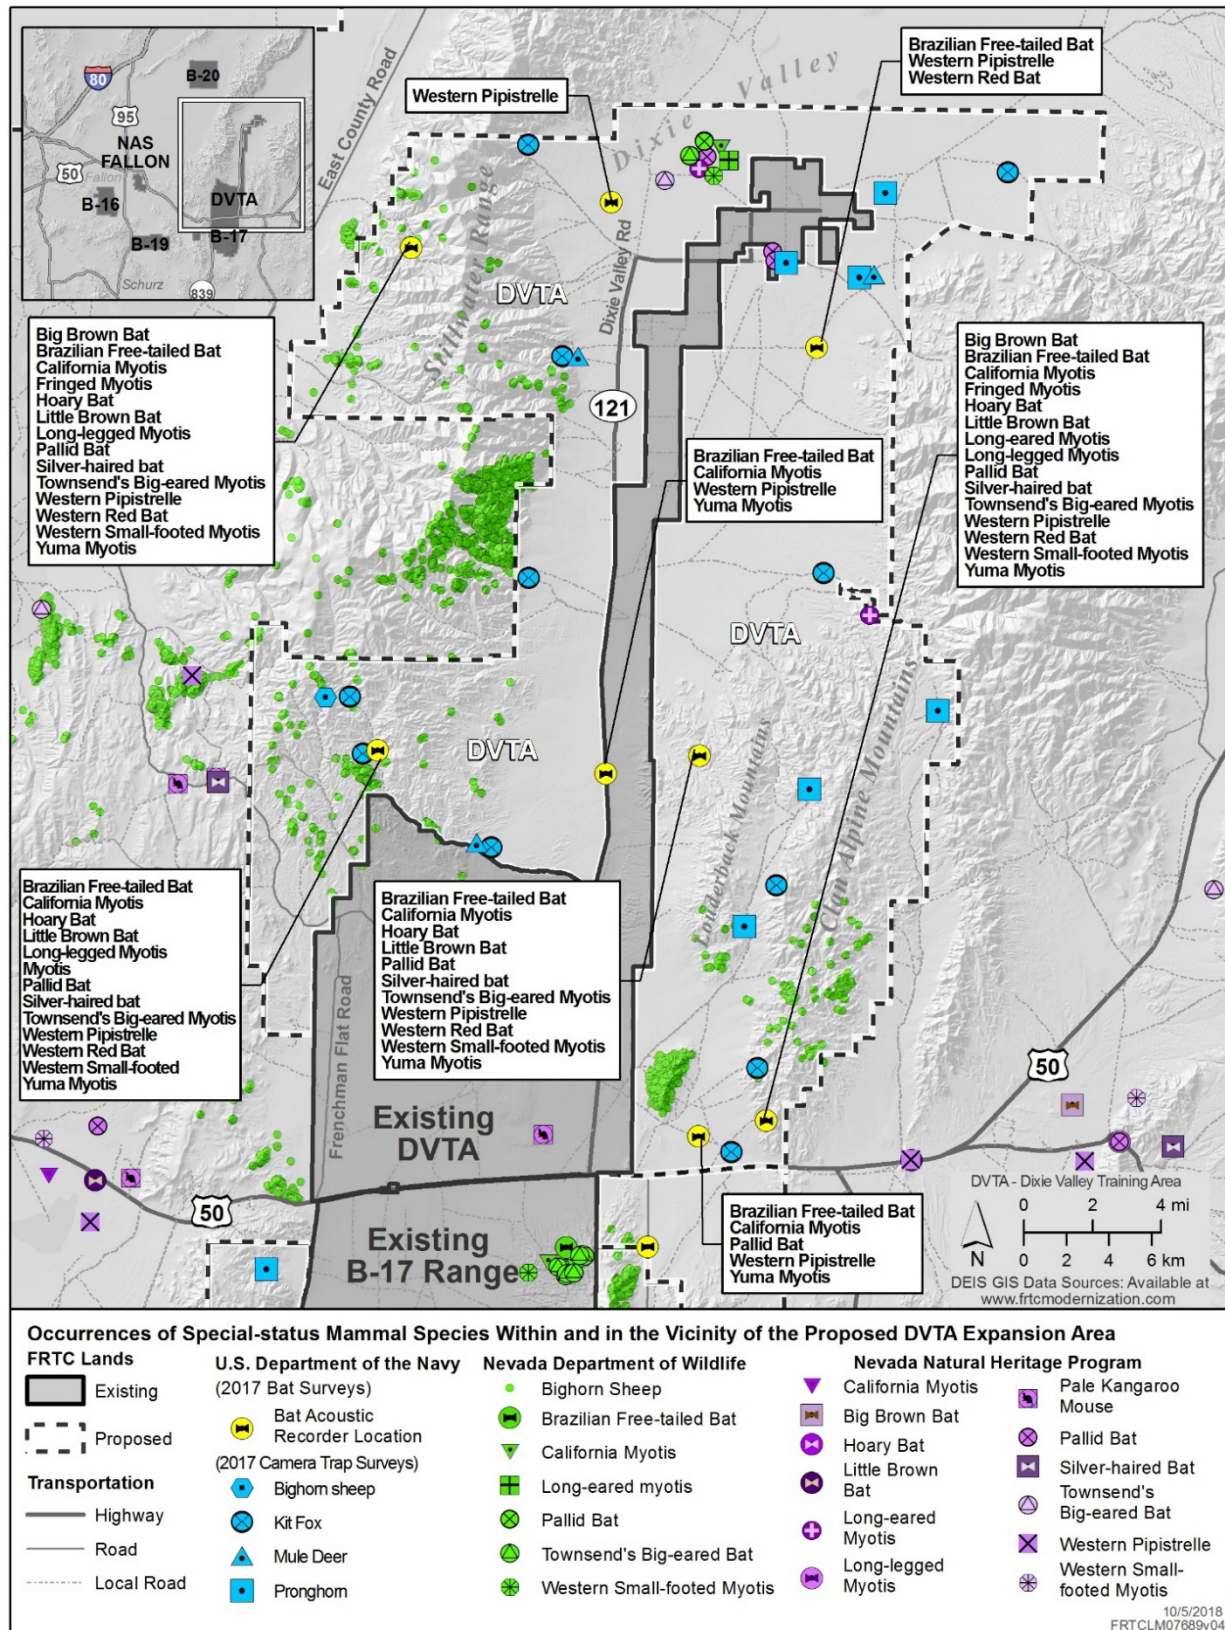 80
B-20
95
NAS
FALLON
50
Fallon
DVTA
B-16
B-19
B-17
Schurz
839
East County Road
Western Pipistrelle
Dixie Valley
Brazilian Free-tailed Bat
Western Pipistrelle
Western Red Bat
Stillwater Range
DVTA
Dixie Valley Rd
121
Big Brown Bat
Brazilian Free-tailed Bat
California Myotis
Fringed Myotis
Hoary Bat
Little Brown Bat
Long-legged Myotis
Pallid Bat
Silver-haired bat
Townsend's Big-eared Myotis
Western Pipistrelle
Western Red Bat
Western Small-footed Myotis
Yuma Myotis
Big Brown Bat
Brazilian Free-tailed Bat
California Myotis
Fringed Myotis
Hoary Bat
Little Brown Bat
Long-eared Myotis
Long-legged Myotis
Pallid Bat
Silver-haired bat
Townsend's Big-eared Myotis
Western Pipistrelle
Western Red Bat
Western Small-footed Myotis
Yuma Myotis
Brazilian Free-tailed Bat
California Myotis
Western Pipistrelle
Yuma Myotis
DVTA
DVTA
Louderback Mountains
Clan Alpine Mountains
Brazilian Free-tailed Bat
California Myotis
Hoary Bat
Little Brown Bat
Long-legged Myotis
Myotis
Pallid Bat
Silver-haired bat
Townsend's Big-eared Myotis
Western Pipistrelle
Western Red Bat
Western Small-footed
Yuma Myotis
Brazilian Free-tailed Bat
California Myotis
Hoary Bat
Little Brown Bat
Pallid Bat
Silver-haired bat
Townsend's Big-eared Myotis
Western Pipistrelle
Western Red Bat
Western Small-footed Myotis
Yuma Myotis
Frenchman Flat Road
Existing
DVTA
50
50
Existing
B-17 Range
Brazilian Free-tailed Bat
California Myotis
Pallid Bat
Western Pipistrelle
Yuma Myotis
DVTA - Dixie Valley Training Area
0 2 4 mi
0 2 4 6 km
N
DEIS GIS Data Sources: Available at
www.frtcmodernization.com
Occurrences of Special-status Mammal Species Within and in the Vicinity of the Proposed DVTA Expansion Area
FRTC Lands
Existing
Proposed
Transportation
Highway
Road
Local Road
U.S. Department of the Navy
(2017 Bat Surveys)
Bat Acoustic
Recorder Location
(2017 Camera Trap Surveys)
Bighorn sheep
Kit Fox
Mule Deer
Pronghorn
Nevada Department of Wildlife
Bighorn Sheep
Brazilian Free-tailed Bat
California Myotis
Long-eared myotis
Pallid Bat
Townsend's Big-eared Bat
Western Small-footed Myotis
Nevada Natural Heritage Program
California Myotis
Big Brown Bat
Hoary Bat
Little Brown
Bat
Long-eared
Myotis
Long-legged
Myotis
Pale Kangaroo
Mouse
Pallid Bat
Silver-haired Bat
Townsend's
Big-eared Bat
Western Pipistrelle
Western Small-
footed Myotis
10/5/2018
FRTCLM07689v04